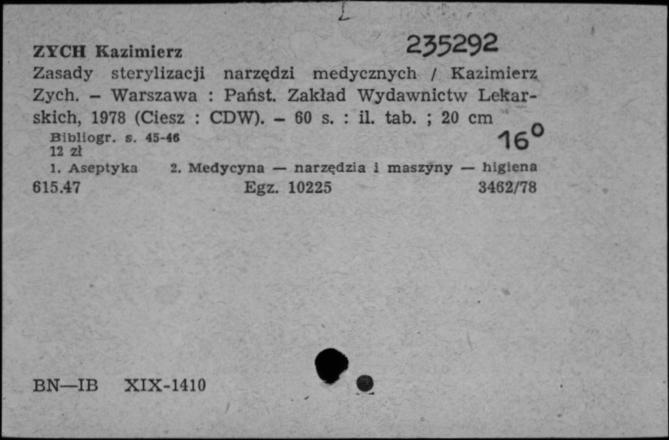 ZYCH Kazimierz 235292
Zasady sterylizacji narzędzi medycznych / Kazimierz
Zych. — Warszawa : Państ. Zakład Wydawnictw Lekar-
skich, 1978 (Ciesz : CDW). — 60 s. : il. tab. ; 20 cm
Bibliogr. s. 45-46 16°
12 zł
1. Aseptyka 2. Medycyna — narzędzia i maszyny — higiena
615.47 Egz. 10225 3462/78
BN—IB XIX-1410